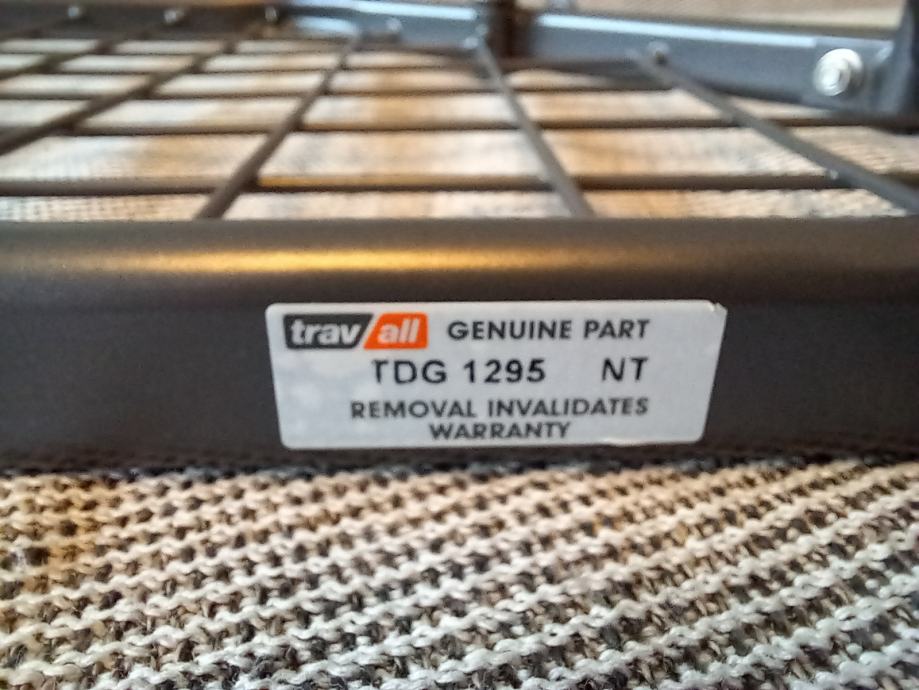 trav/all GENUINE PART
TDG 1295 NT
REMOVAL INVALIDATES
WARRANTY